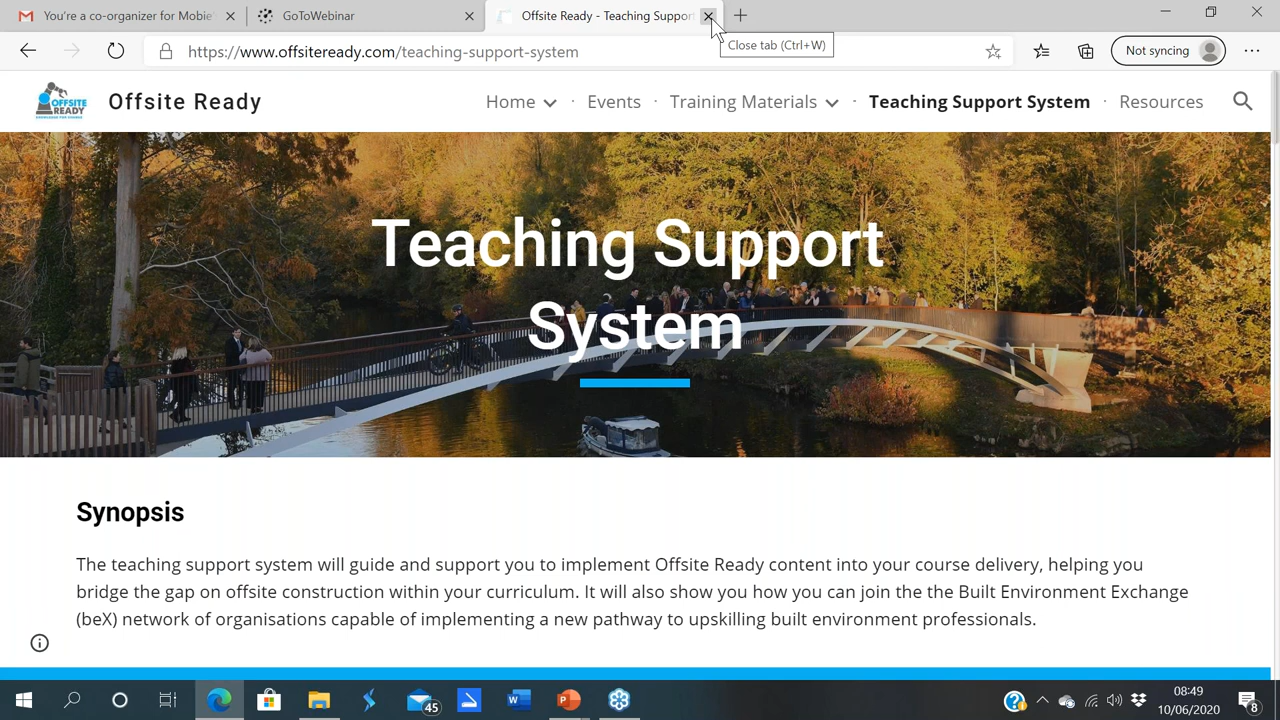 You're a co-organizer for Mobie'
GoToWebinar
Offsite Ready - Teaching Suppor
Close tab (Ctrl+W)
https://www.offsiteready.com/teaching-support-system
Not syncing
OFFSITE
READY
Offsite Ready
Home
Events
Training Materials
Teaching Support System
Resources
Teaching Support
System
Synopsis
The teaching support system will guide and support you to implement Offsite Ready content into your course delivery, helping you
bridge the gap on offsite construction within your curriculum. It will also show you how you can join the the Built Environment Exchange
(beX) network of organisations capable of implementing a new pathway to upskilling built environment professionals.
45
08:49
10/06/2020
8